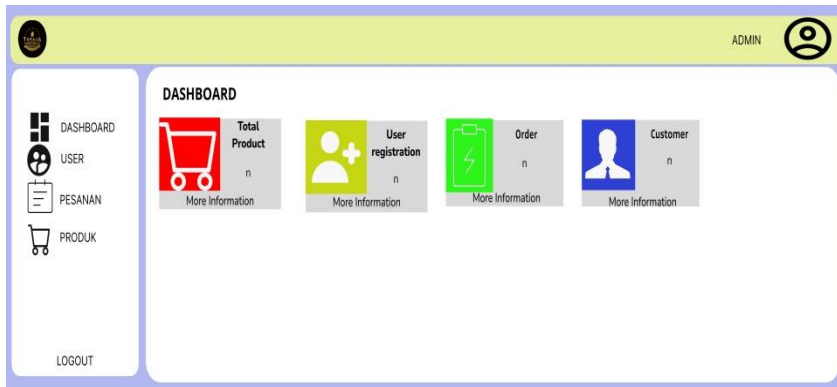 ADMIN
DASHBOARD
DASHBOARD
USER
PESANAN
PRODUK
LOGOUT
Total
Product
n
More Information
User
registration
n
More Information
Order
n
More Information
Customer
n
More Information